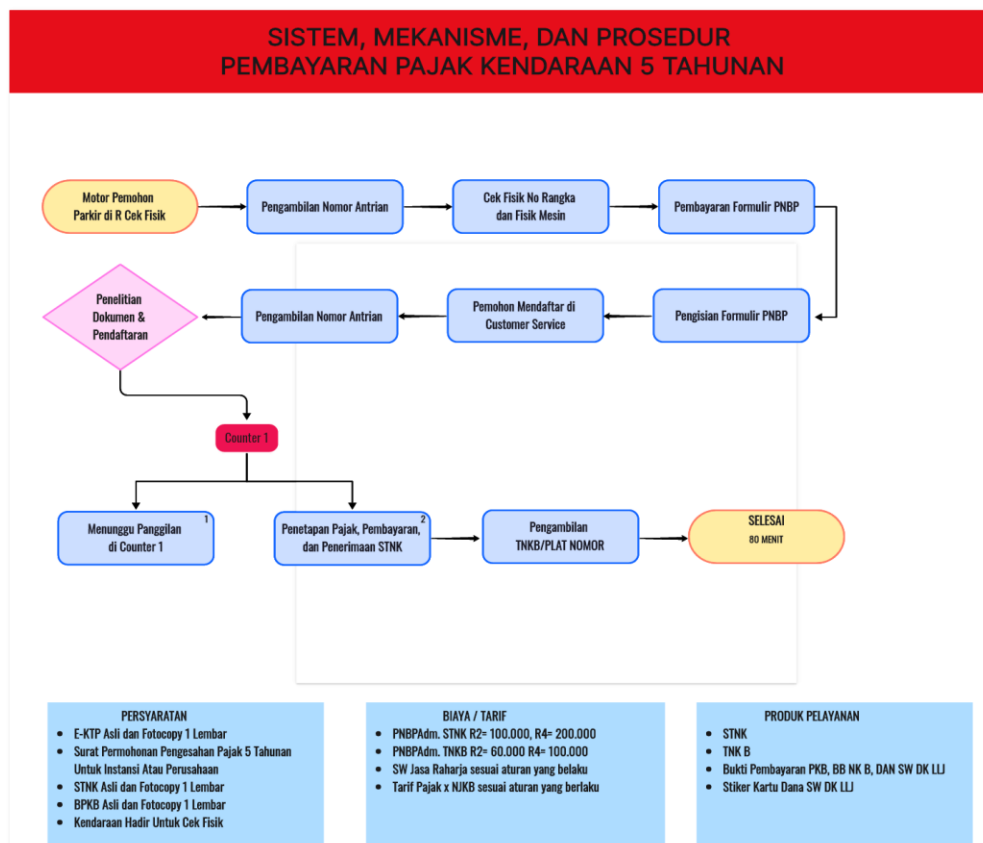 SISTEM, MEKANISME, DAN PROSEDUR
PEMBAYARAN PAJAK KENDARAAN 5 TAHUNAN
Motor Pemohon
Parkir di R Cek Fisik
Pengambilan Nomor Antrian
Cek Fisik No Rangka
dan Fisik Mesin
Pembayaran Formulir PNBP
Pengisian Formulir PNBP
Pemohon Mendaftar di
Customer Service
Pengambilan Nomor Antrian
Penelitian
Dokumen &
Pendaftaran
Counter 1
Menunggu Panggilan
di Counter 1
1
Penetapan Pajak, Pembayaran,
dan Penerimaan STNK
2
Pengambilan
TNKB/PLAT NOMOR
SELESAI
80 MENIT
PERSYARATAN
• E-KTP Asli dan Fotocopy 1 Lembar
• Surat Permohonan Pengesahan Pajak 5 Tahunan
Untuk Instansi Atau Perusahaan
• STNK Asli dan Fotocopy 1 Lembar
• BPKB Asli dan Fotocopy 1 Lembar
• Kendaraan Hadir Untuk Cek Fisik
BIAYA / TARIF
• PNBPAdm. STNK R2= 100.000, R4= 200.000
• PNBPAdm. TNKB R2= 60.000 R4= 100.000
• SW Jasa Raharja sesuai aturan yang belaku
• Tarif Pajak x NJKB sesuai aturan yang berlaku
PRODUK PELAYANAN
• STNK
• TNK B
• Bukti Pembayaran PKB, BB NK B, DAN SW DK LLJ
• Stiker Kartu Dana SW DK LLJ